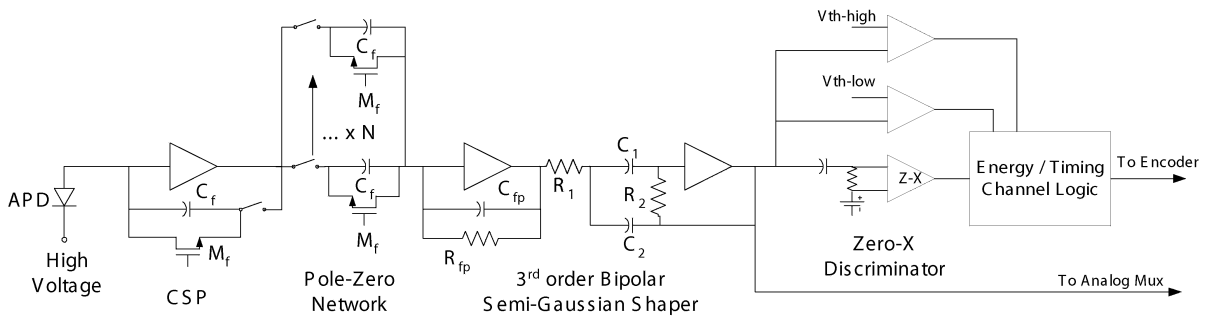 Vth-high
Vth-low
C f
M f
... x N
C f
M f
APD
High
Voltage
C f
M f
CSP
Pole-Zero
Network
C fp
R fp
R 1
C 1
R 2
C 2
3rd order Bipolar
Semi-Gaussian Shaper
Z-X
+
Zero-X
Discriminator
Energy / Timing
Channel Logic
To Encoder
To Analog Mux